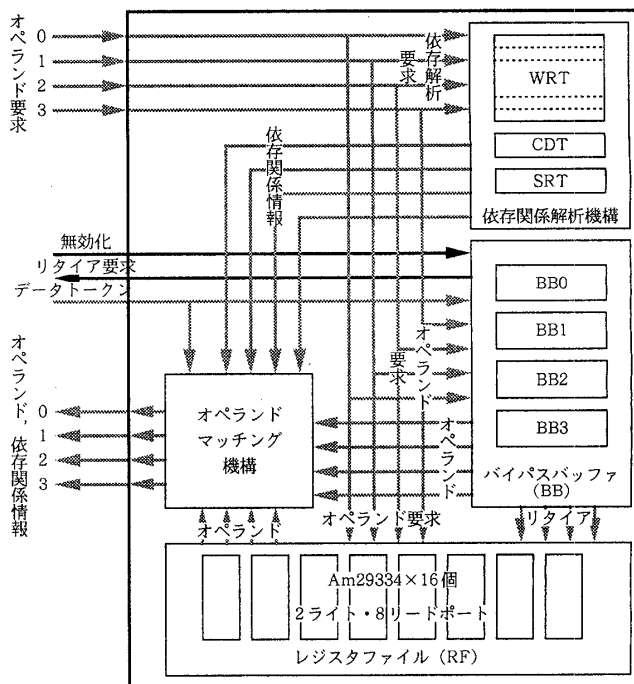 オペランド要求
0
1
2
3
依存解析
要求
WRT
CDT
SRT
依存関係解析機構
依存関係情報
無効化
リタイア要求
データトークン
BB0
BB1
BB2
BB3
バイパスバッファ
(BB)
オペランド
要求
オペランド
マッチング
機構
オペランド
オペランド，依存関係情報
0
1
2
3
オペランド
オペランド要求
リタイア
Am29334×16個
2ライト・8リードポート
レジスタファイル（RF）